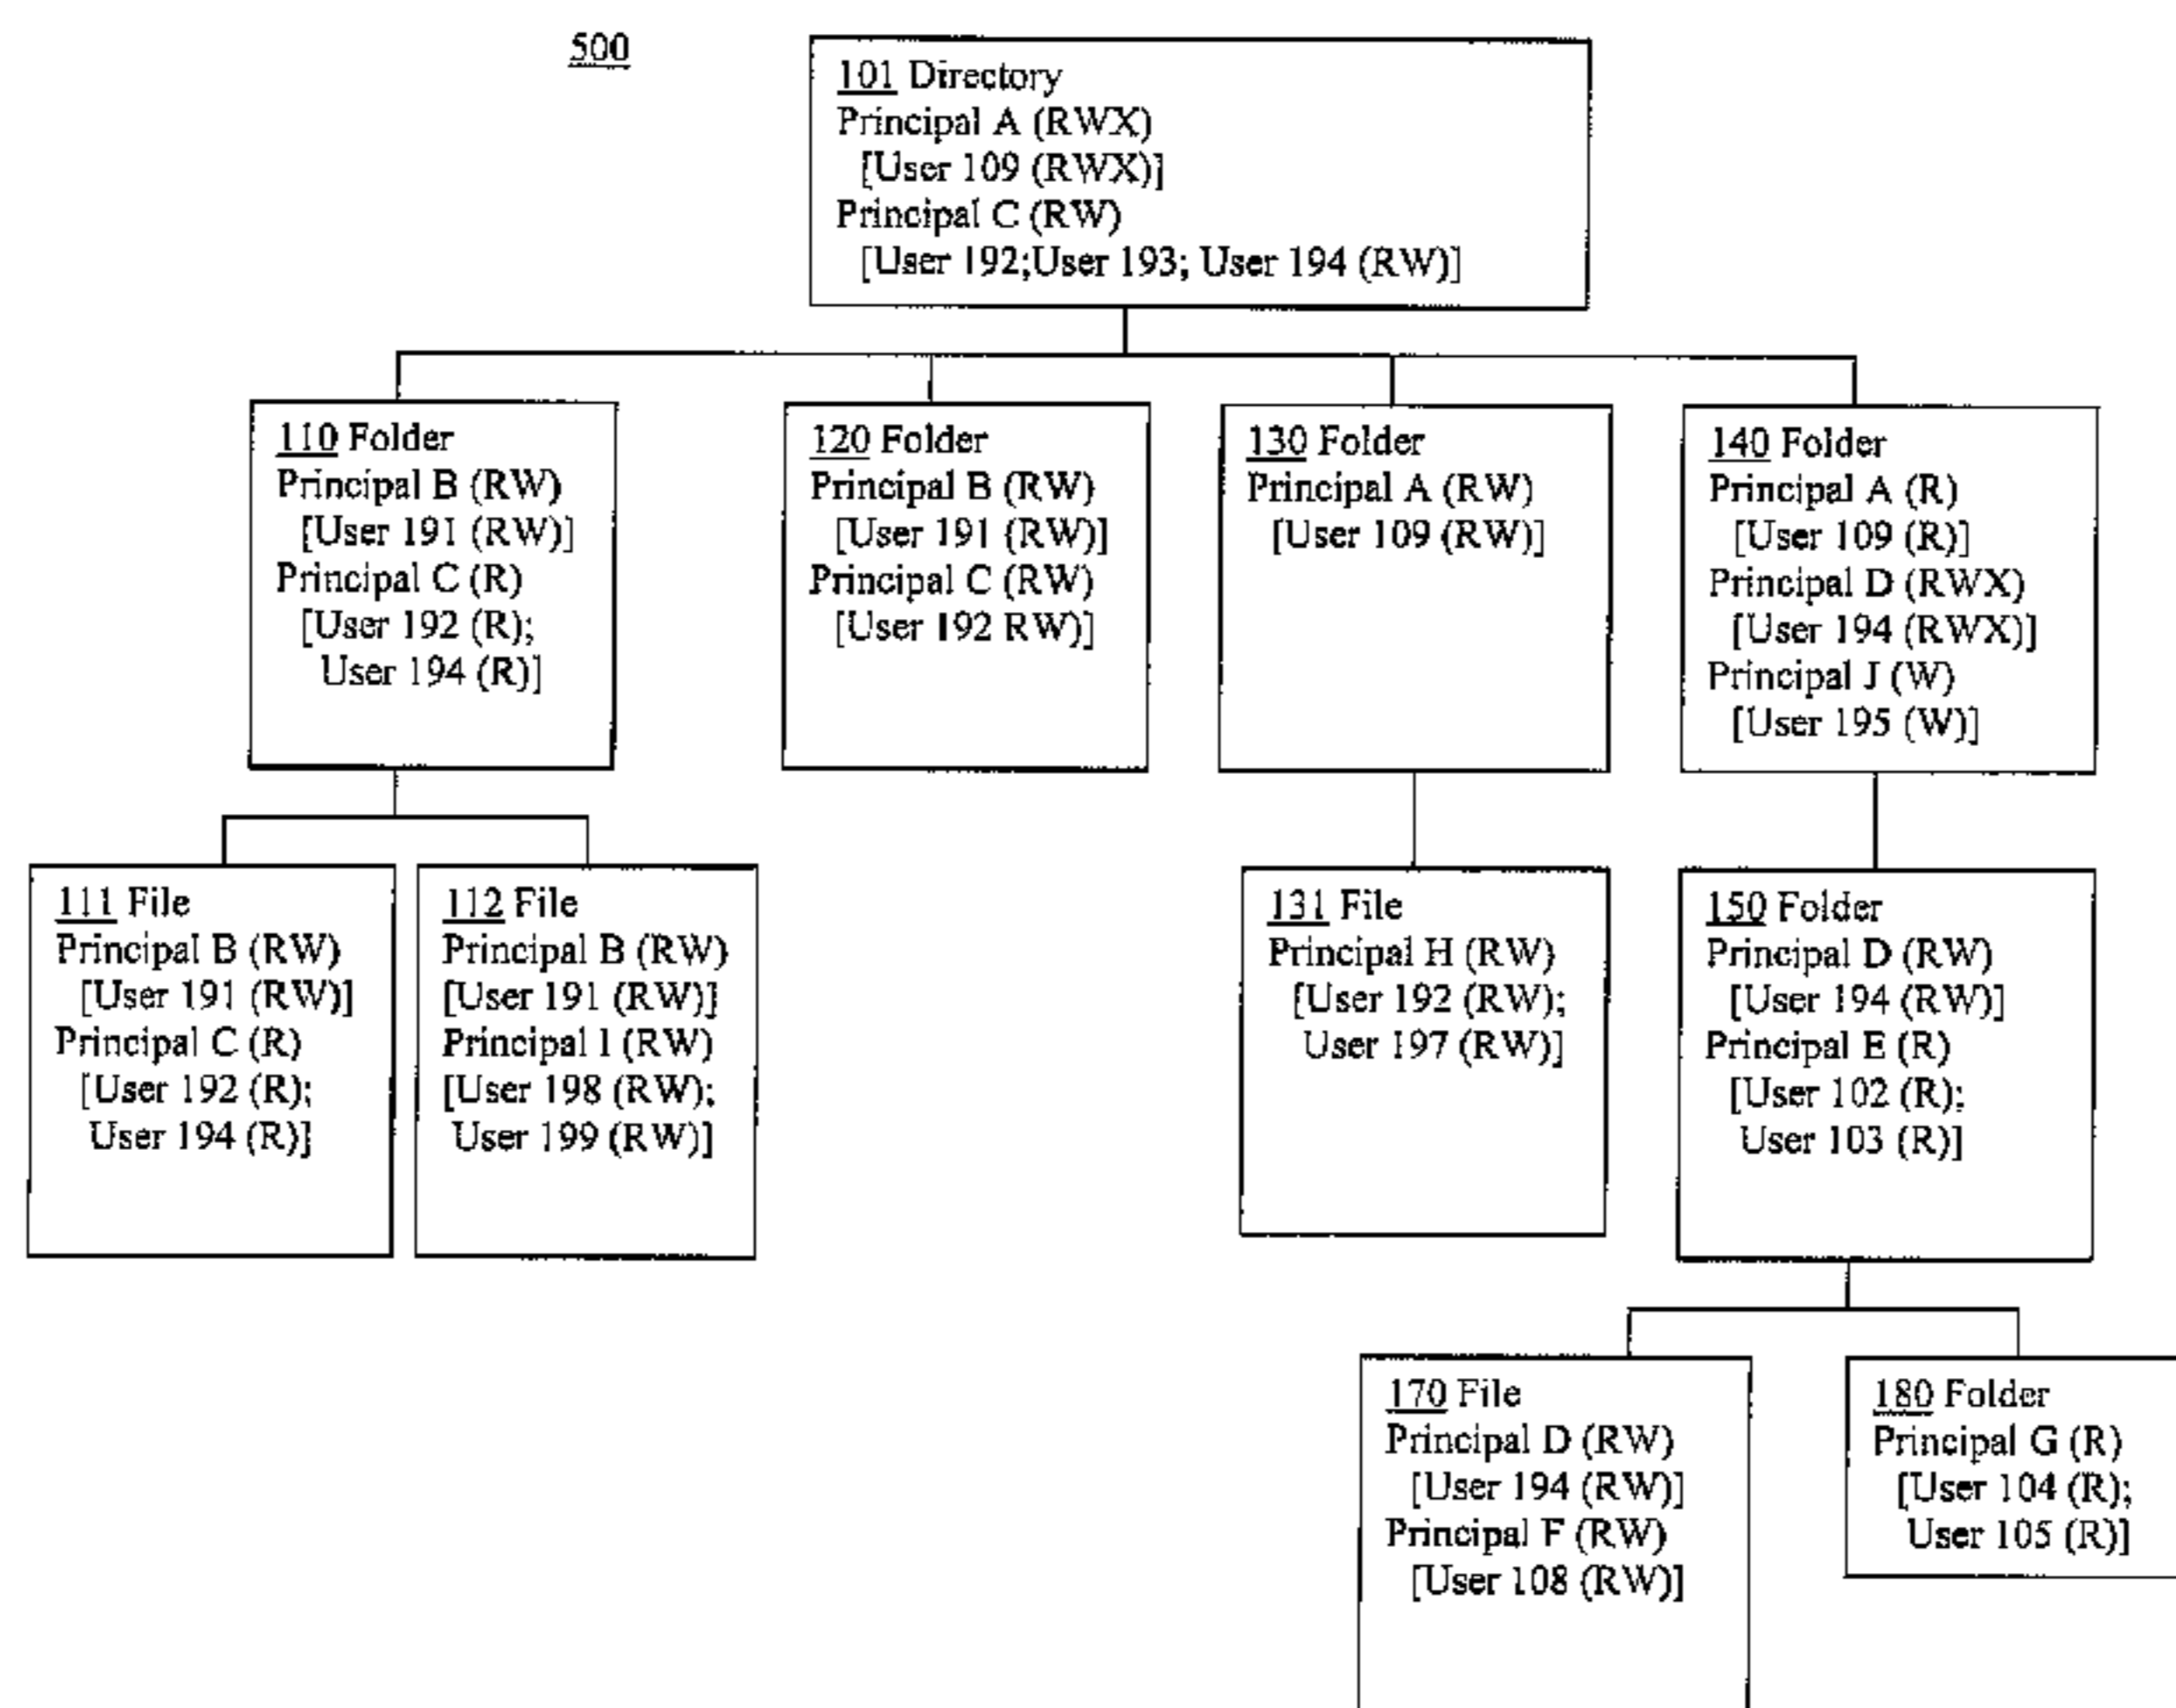 500
101 Directory
Principal A (RWX)
[User 109 (RWX)]
Principal C (RW)
[User 192;User 193; User 194 (RW)]
110 Folder
Principal B (RW)
[User 191 (RW)]
Principal C (R)
[User 192 (R);
User 194 (R)]
120 Folder
Principal B (RW)
[User 191 (RW)]
Principal C (RW)
[User 192 RW)]
130 Folder
Principal A (RW)
[User 109 (RW)]
140 Folder
Principal A (R)
[User 109 (R)]
Principal D (RWX)
[User 194 (RWX)]
Principal J (W)
[User 195 (W)]
111 File
Principal B (RW)
[User 191 (RW)]
Principal C (R)
[User 192 (R);
User 194 (R)]
112 File
Principal B (RW)
[User 191 (RW)]
Principal I (RW)
[User 198 (RW);
User 199 (RW)]
131 File
Principal H (RW)
[User 192 (RW);
User 197 (RW)]
150 Folder
Principal D (RW)
[User 194 (RW)]
Principal E (R)
[User 102 (R);
User 103 (R)]
170 File
Principal D (RW)
[User 194 (RW)]
Principal F (RW)
[User 108 (RW)]
180 Folder
Principal G (R)
[User 104 (R);
User 105 (R)]